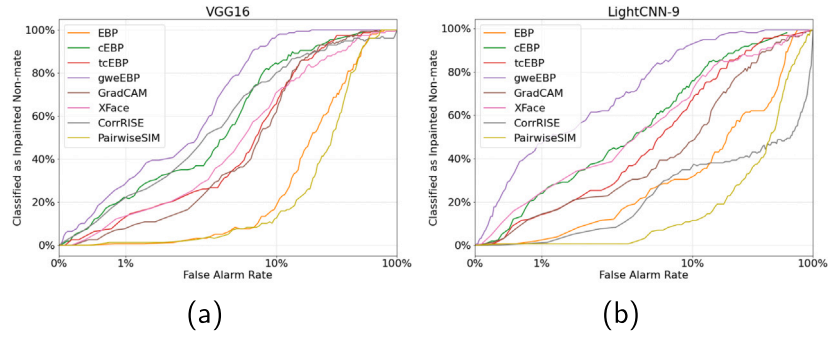 VGG16
Classified as Inpainted Non-mate
100%
80%
60%
40%
20%
0%
EBP
cEBP
tcEBP
gweEBP
GradCAM
XFace
CorrRISE
PairwiseSIM
0% 1% 10% 100%
False Alarm Rate
(a)
LightCNN-9
Classified as Inpainted Non-mate
100%
80%
60%
40%
20%
0%
EBP
cEBP
tcEBP
gweEBP
GradCAM
XFace
CorrRISE
PairwiseSIM
0% 1% 10% 100%
False Alarm Rate
(b)